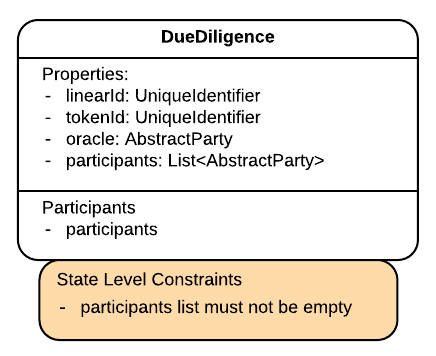 DueDiligence
Properties:
- linearId: UniqueIdentifier
- tokenId: UniqueIdentifier
- oracle: AbstractParty
- participants: List<AbstractParty>
Participants
- participants
State Level Constraints
- participants list must not be empty